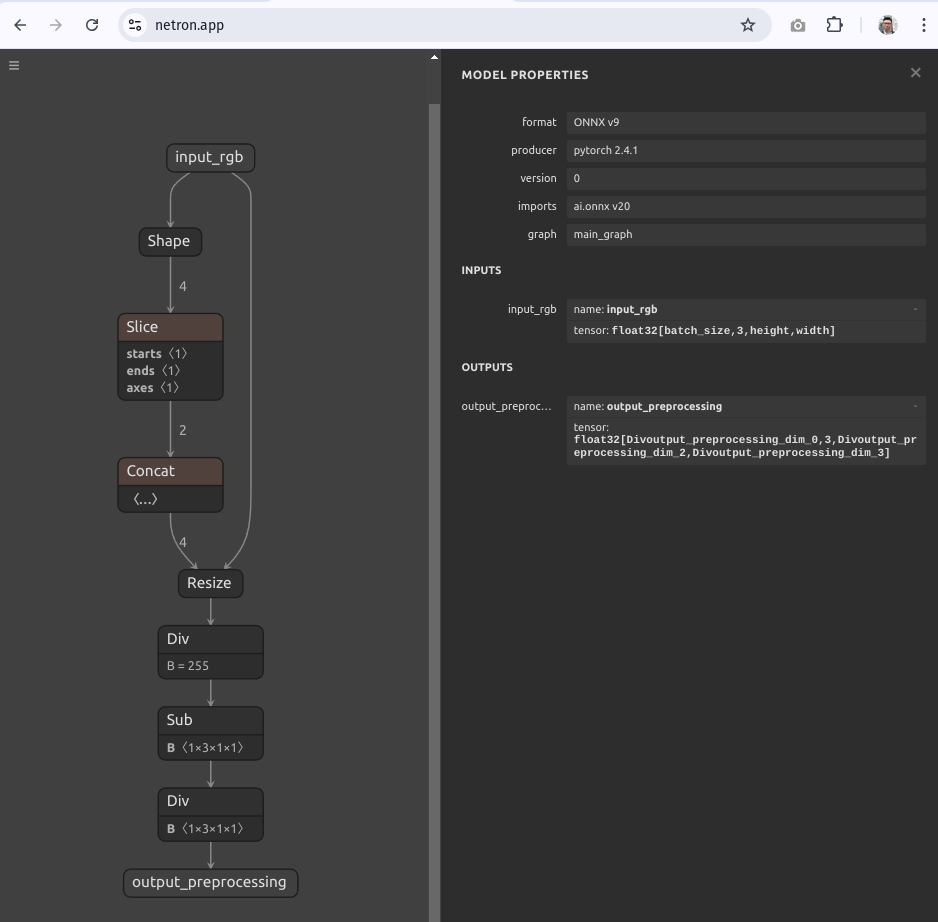 netron.app
input_rgb
Shape
4
Slice
starts 〈1〉
ends 〈1〉
axes 〈1〉
2
Concat
〈...〉
4
Resize
Div
B = 255
Sub
B 〈1×3×1×1〉
Div
B 〈1×3×1×1〉
output_preprocessing
MODEL PROPERTIES
format ONNX v9
producer pytorch 2.4.1
version 0
imports ai.onnx v20
graph main_graph
INPUTS
input_rgb name: input_rgb -
tensor: float32[batch_size,3,height,width]
OUTPUTS
output_preproc... name: output_preprocessing -
tensor:
float32[Divoutput_preprocessing_dim_0,3,Divoutput_pr
eprocessing_dim_2,Divoutput_preprocessing_dim_3]